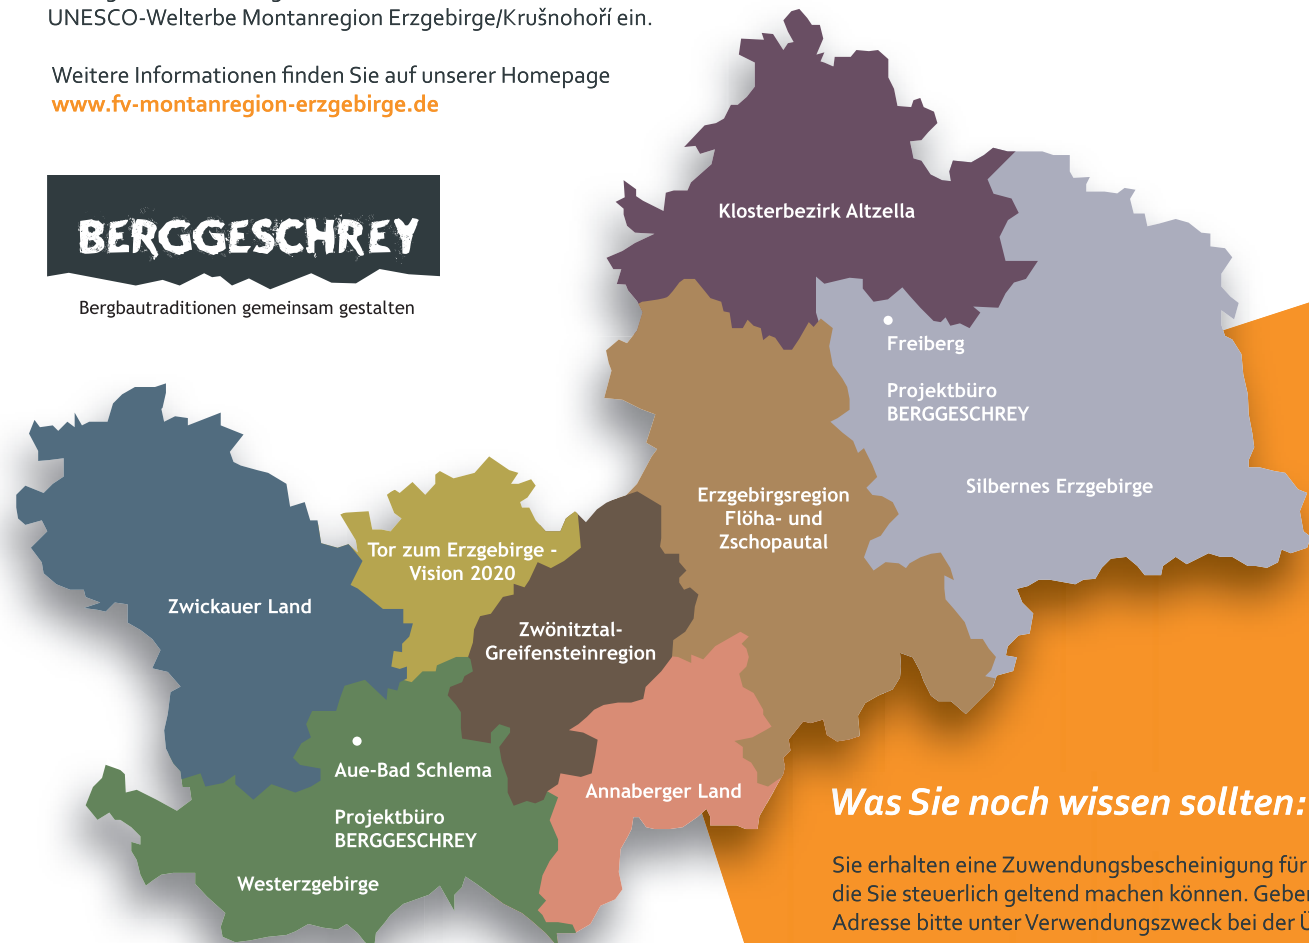 UNESCO-Welterbe Montanregion Erzgebirge/Krušnohoří ein.
Weitere Informationen finden Sie auf unserer Homepage
www.fv-montanregion-erzgebirge.de
BERGGESCHREY
Bergbautraditionen gemeinsam gestalten
Klosterbezirk Altzella
Freiberg
Projektbüro
BERGGESCHREY
Silbernes Erzgebirge
Erzgebirgsregion
Flöha- und
Zschopautal
Tor zum Erzgebirge -
Vision 2020
Zwickauer Land
Zwönitztal-
Greifensteinregion
Aue-Bad Schlema
Projektbüro
BERGGESCHREY
Westerzgebirge
Annaberger Land
Was Sie noch wissen sollten:
Sie erhalten eine Zuwendungsbescheinigung für
die Sie steuerlich geltend machen können. Geben
Adresse bitte unter Verwendungszweck bei der